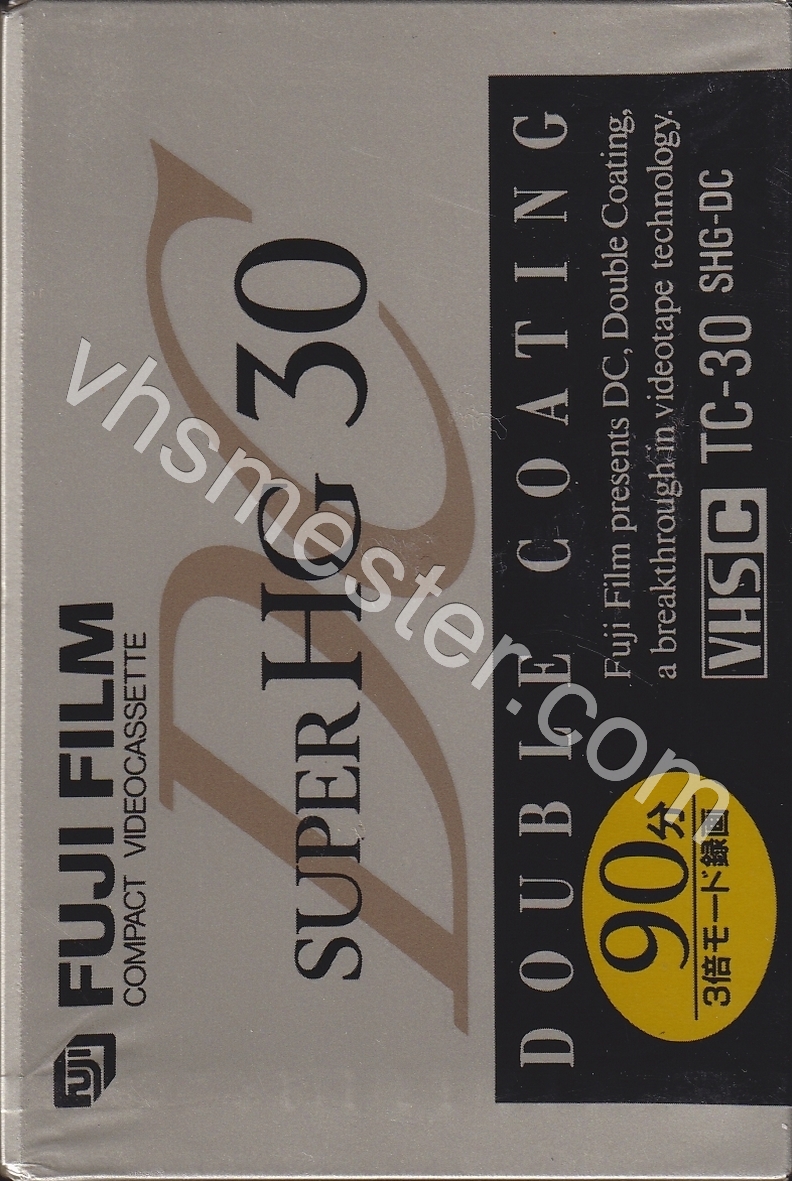 FUJI
FUJI FILM
COMPACT VIDEOCASSETTE
DC
SUPER HG 30
DOUBLE COATING
Fuji Film presents DC, Double Coating,
a breakthrough in videotape technology.
90分
3倍モード録画
VHS C TC-30 SHG-DC
vhsmester.com